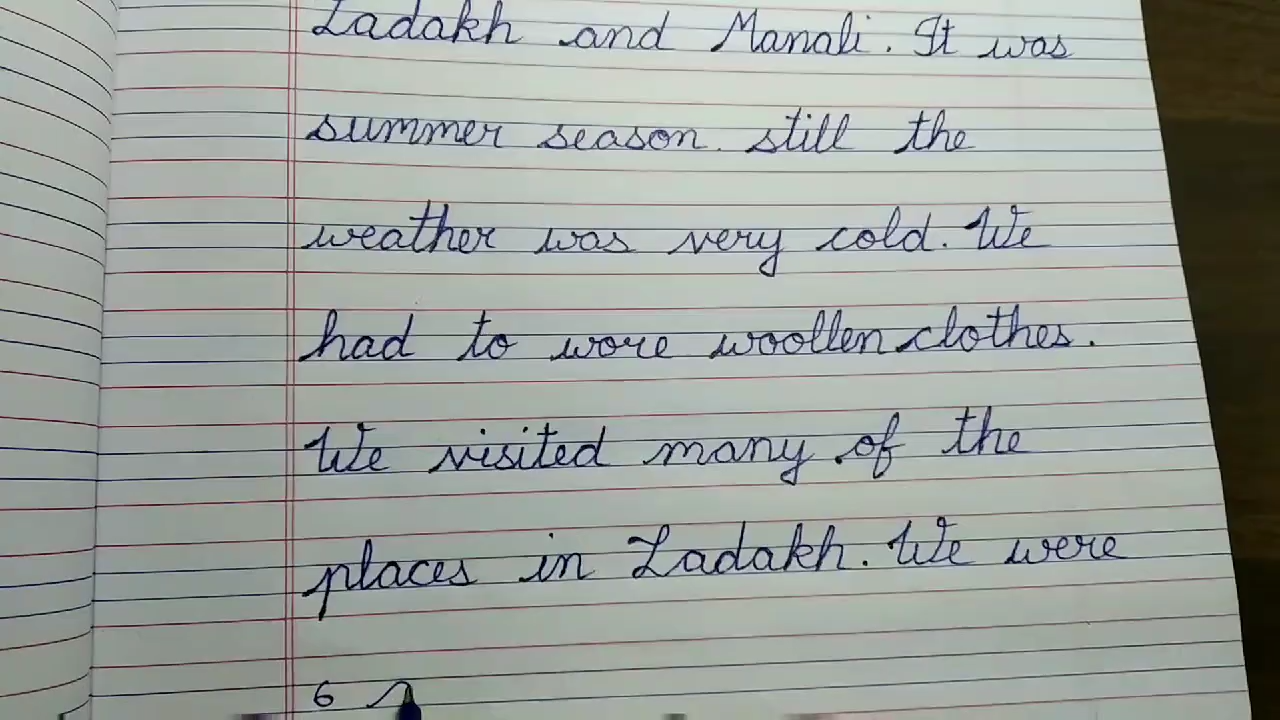 Ladakh and Manali. It was
summer season. still the
weather was very cold. We
had to wore woollen clothes.
We visited many of the
places in Ladakh. We were
6